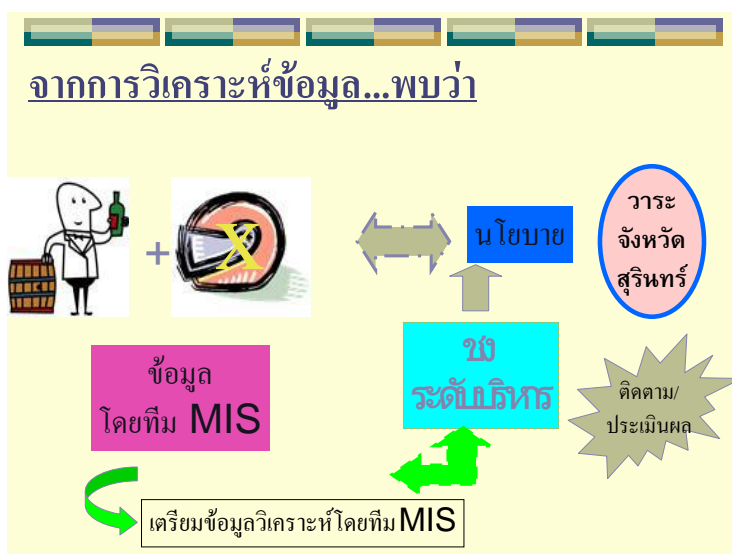 จากการวิเคราะห์ข้อมูล...พบว่า
+
X
นโยบาย
วาระ
จังหวัด
สุรินทร์
ข้อมูล
โดยทีม MIS
ชง
ระดับบริหาร
ติดตาม/
ประเมินผล
เตรียมข้อมูลวิเคราะห์โดยทีมMIS